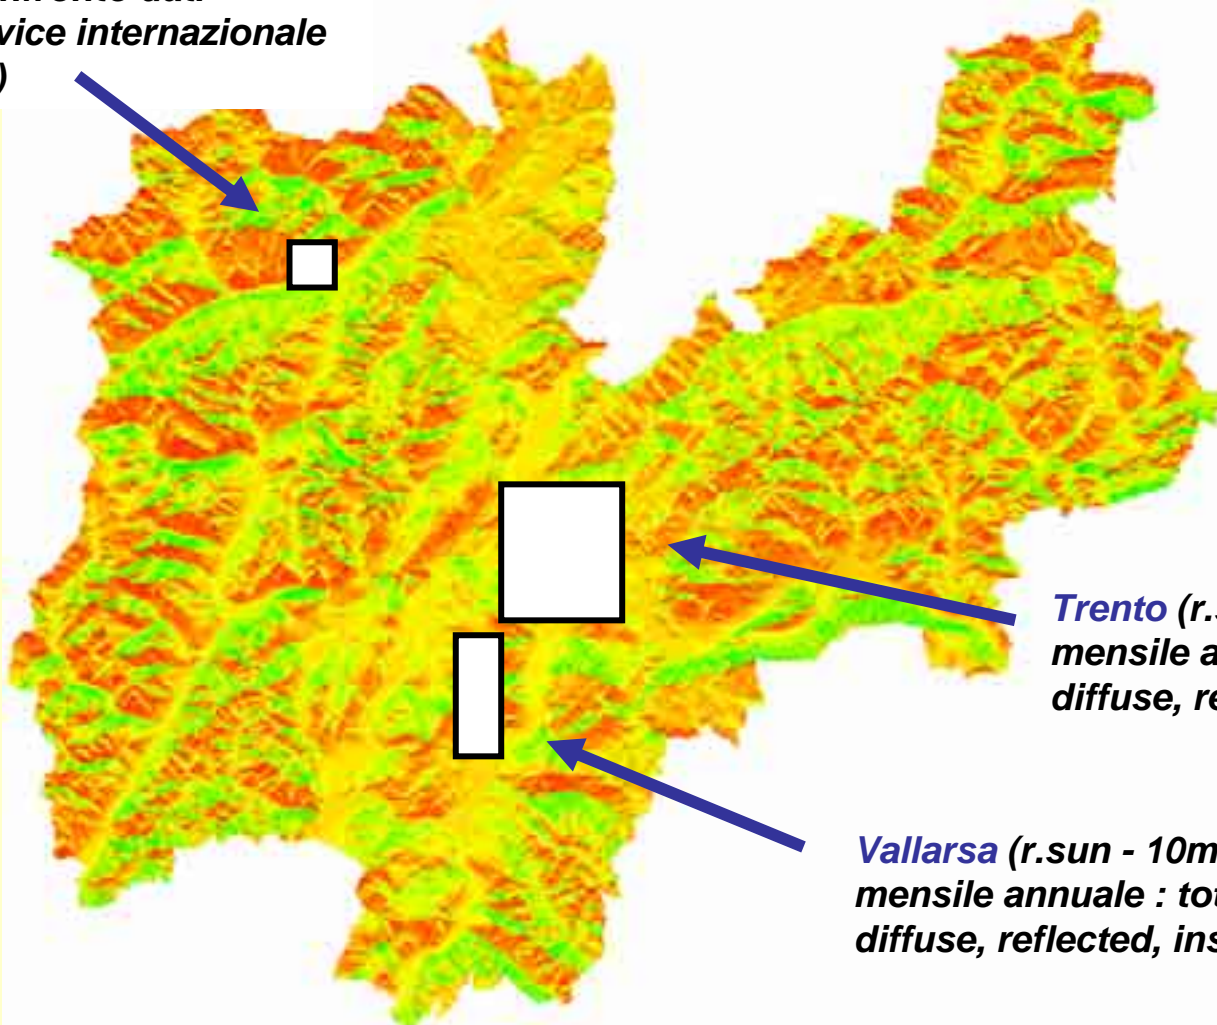 vice internazionale
)
Trento (r.
mensile a
diffuse, re
Vallarsa (r.sun - 10m
mensile annuale : tot
diffuse, reflected, ins